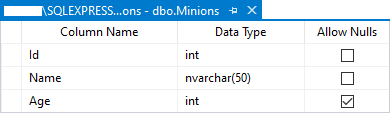 \SQLEXPRESS...ons - dbo.Minions
Column Name Data Type Allow Nulls
Id int
Name nvarchar(50)
Age int